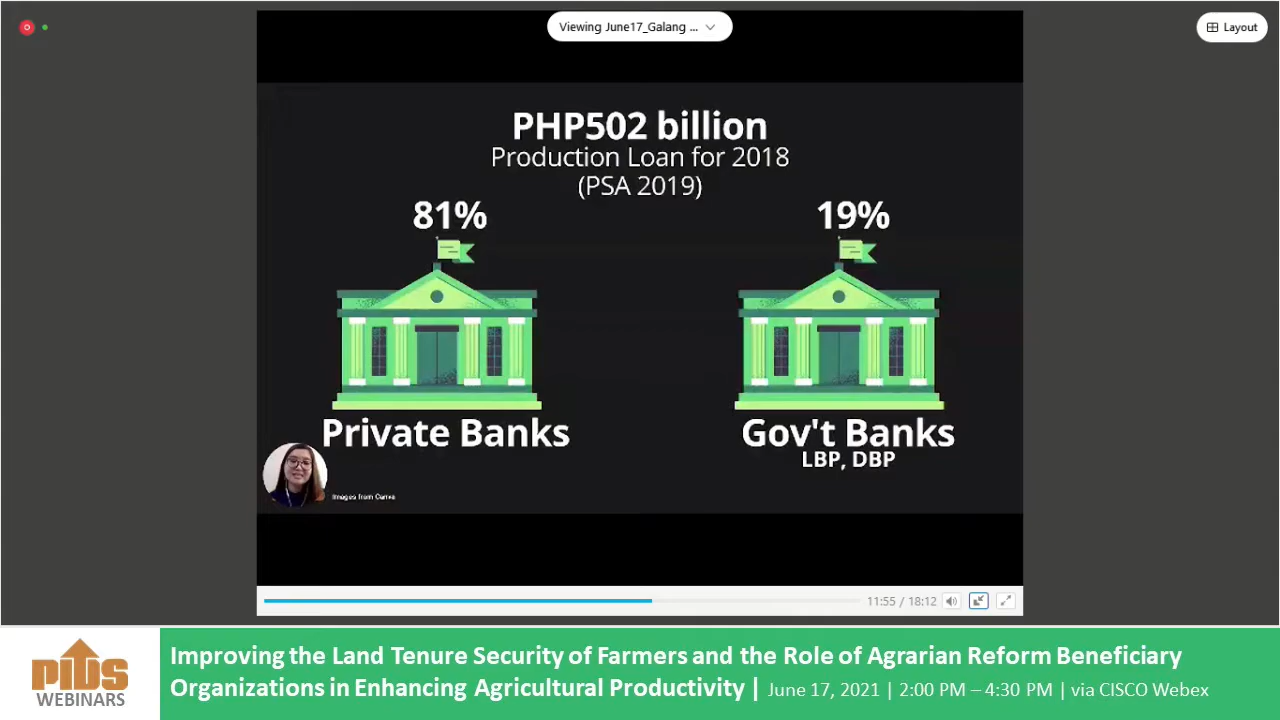 Viewing June17_Galang ...
Layout
PHP502 billion
Production Loan for 2018
(PSA 2019)
81%
19%
Private Banks
Gov't Banks
LBP, DBP
Images from Canva
11:55 / 18:12
PIDS
WEBINARS
Improving the Land Tenure Security of Farmers and the Role of Agrarian Reform Beneficiary
Organizations in Enhancing Agricultural Productivity | June 17, 2021 | 2:00 PM – 4:30 PM | via CISCO Webex